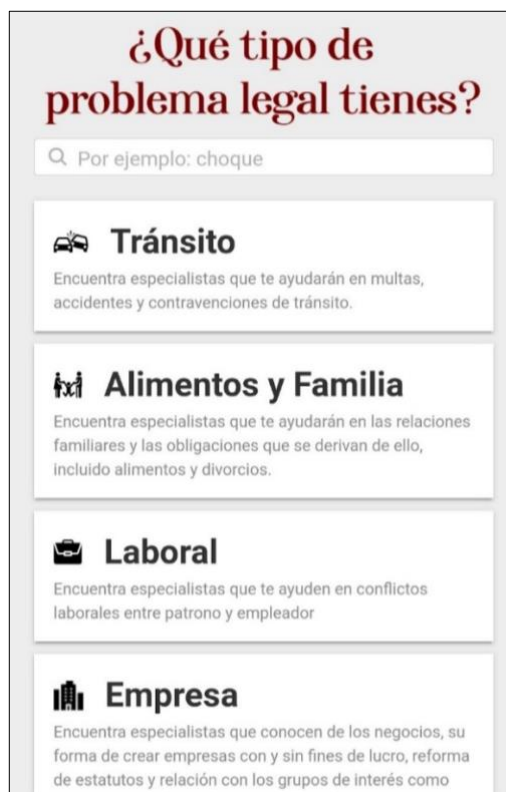 ¿Qué tipo de
problema legal tienes?
Por ejemplo: choque
Tránsito
Encuentra especialistas que te ayudarán en multas,
accidentes y contravenciones de tránsito.
Alimentos y Familia
Encuentra especialistas que te ayudarán en las relaciones
familiares y las obligaciones que se derivan de ello,
incluido alimentos y divorcios.
Laboral
Encuentra especialistas que te ayuden en conflictos
laborales entre patrono y empleador
Empresa
Encuentra especialistas que conocen de los negocios, su
forma de crear empresas con y sin fines de lucro, reforma
de estatutos y relación con los grupos de interés como